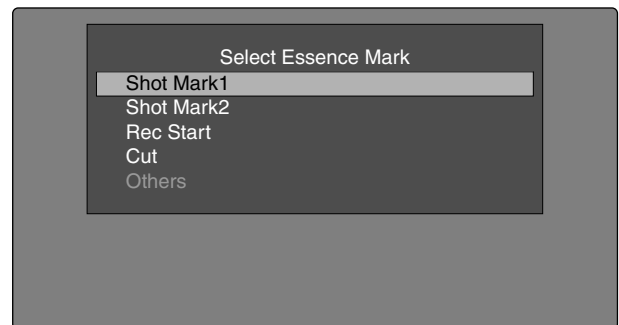 Select Essence Mark
Shot Mark1
Shot Mark2
Rec Start
Cut
Others